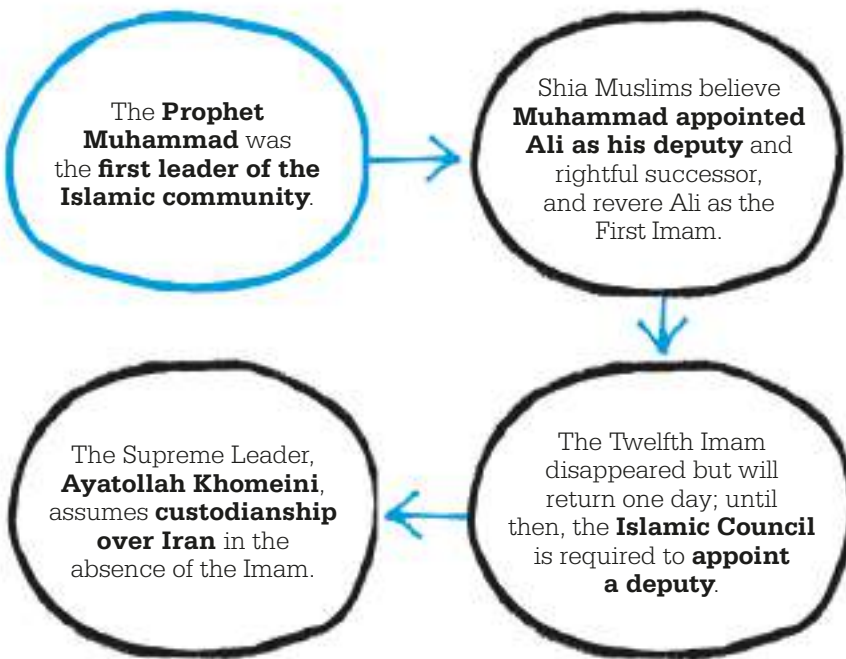 The Prophet
Muhammad was
the first leader of the
Islamic community.
Shia Muslims believe
Muhammad appointed
Ali as his deputy and
rightful successor,
and revere Ali as the
First Imam.
The Twelfth Imam
disappeared but will
return one day; until
then, the Islamic Council
is required to appoint
a deputy.
The Supreme Leader,
Ayatollah Khomeini,
assumes custodianship
over Iran in the
absence of the Imam.